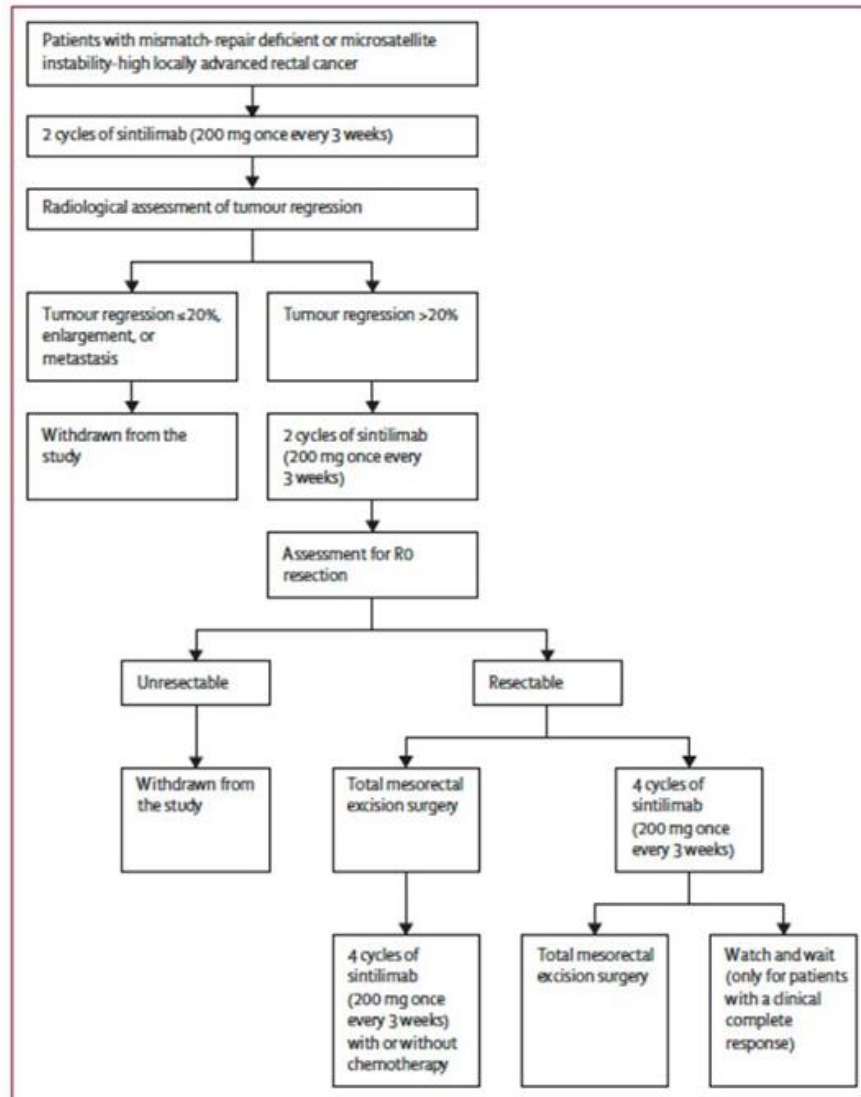 Patients with mismatch-repair deficient or microsatellite
instability-high locally advanced rectal cancer
2 cycles of sintilimab (200 mg once every 3 weeks)
Radiological assessment of tumour regression
Tumour regression ≤20%,
enlargement, or
metastasis
Tumour regression >20%
Withdrawn from the
study
2 cycles of sintilimab
(200 mg once every
3 weeks)
Assessment for R0
resection
Unresectable
Resectable
Withdrawn from
the study
Total mesorectal
excision surgery
4 cycles of
sintilimab
(200 mg once
every 3 weeks)
4 cycles of
sintilimab
(200 mg once
every 3 weeks)
with or without
chemotherapy
Total mesorectal
excision surgery
Watch and wait
(only for patients
with a clinical
complete
response)